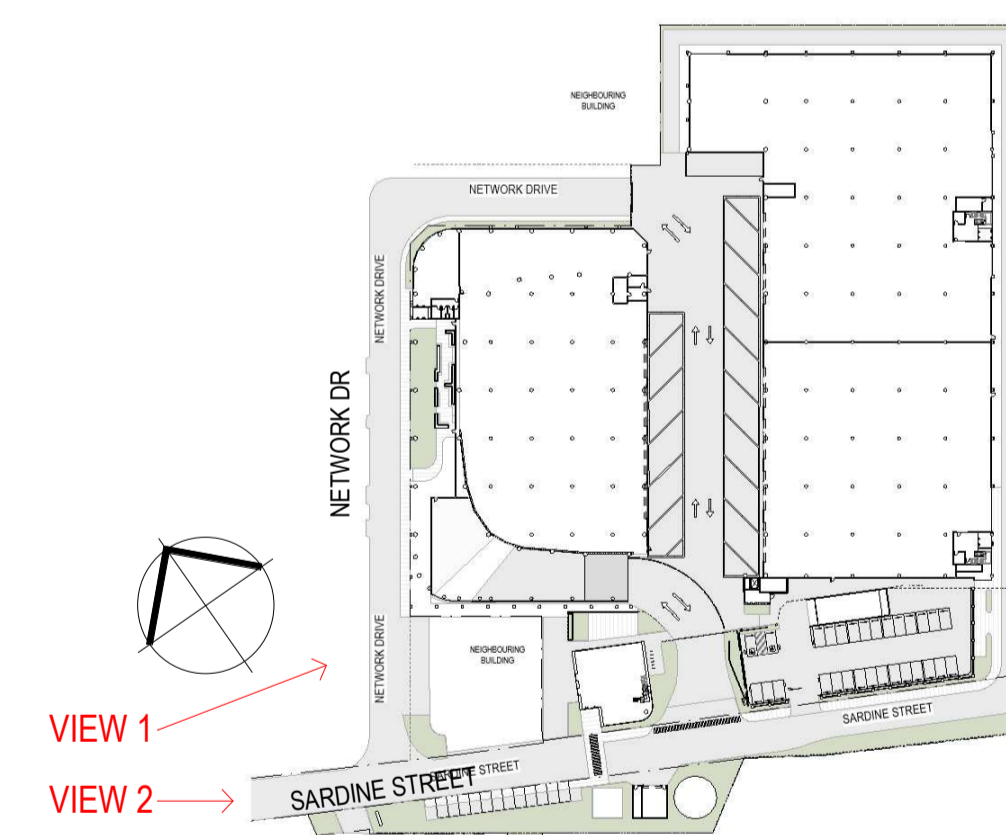 NEIGHBOURING
BUILDING
NETWORK DRIVE
NETWORK DRIVE
NETWORK DR
NETWORK DRIVE
NEIGHBOURING
BUILDING
VIEW 1
SARDINE STREET
SARDINE STREET
VIEW 2
SARDINE STREET